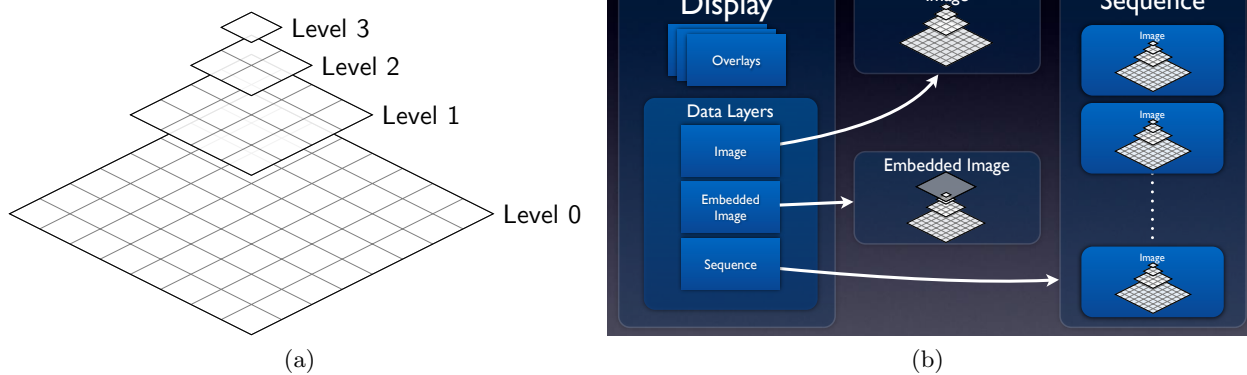 Level 3
Level 2
Level 1
Level 0
(a)
Display
Overlays
Data Layers
Image
Embedded
Image
Sequence
Image
Embedded Image
Sequence
Image
Image
Image
(b)